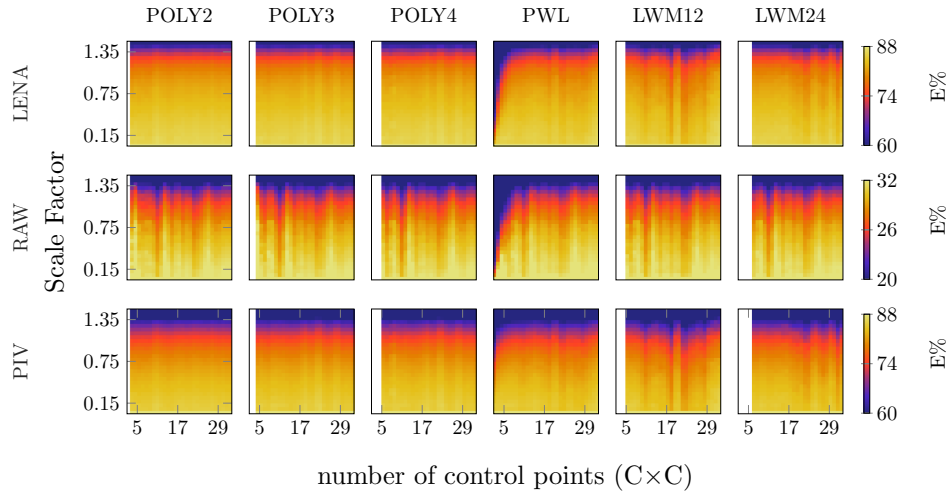 POLY2 POLY3 POLY4 PWL LWM12 LWM24
LENA
1.35
0.75
0.15
88
74
60
E%
Scale Factor
RAW
1.35
0.75
0.15
32
26
20
E%
PIV
1.35
0.75
0.15
88
74
60
E%
5 17 29 5 17 29 5 17 29 5 17 29 5 17 29 5 17 29
number of control points (C×C)